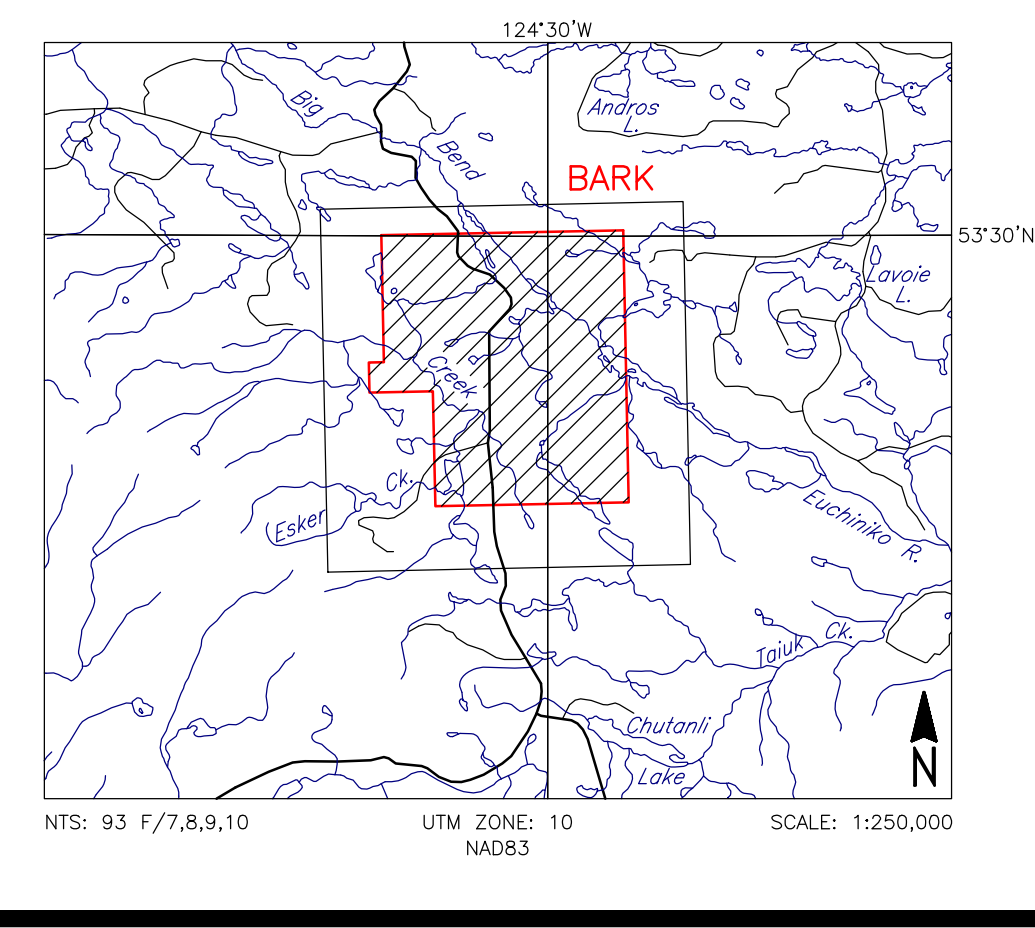 124°30'W
Big
Andros
L.
Bend
BARK
53°30'N
Lavoie
L.
Creek
Esker Ck.
Euchiniko R.
Taiuk Ck.
Chutanli
Lake
N
NTS: 93 F/7,8,9,10
UTM ZONE: 10
SCALE: 1:250,000
NAD83